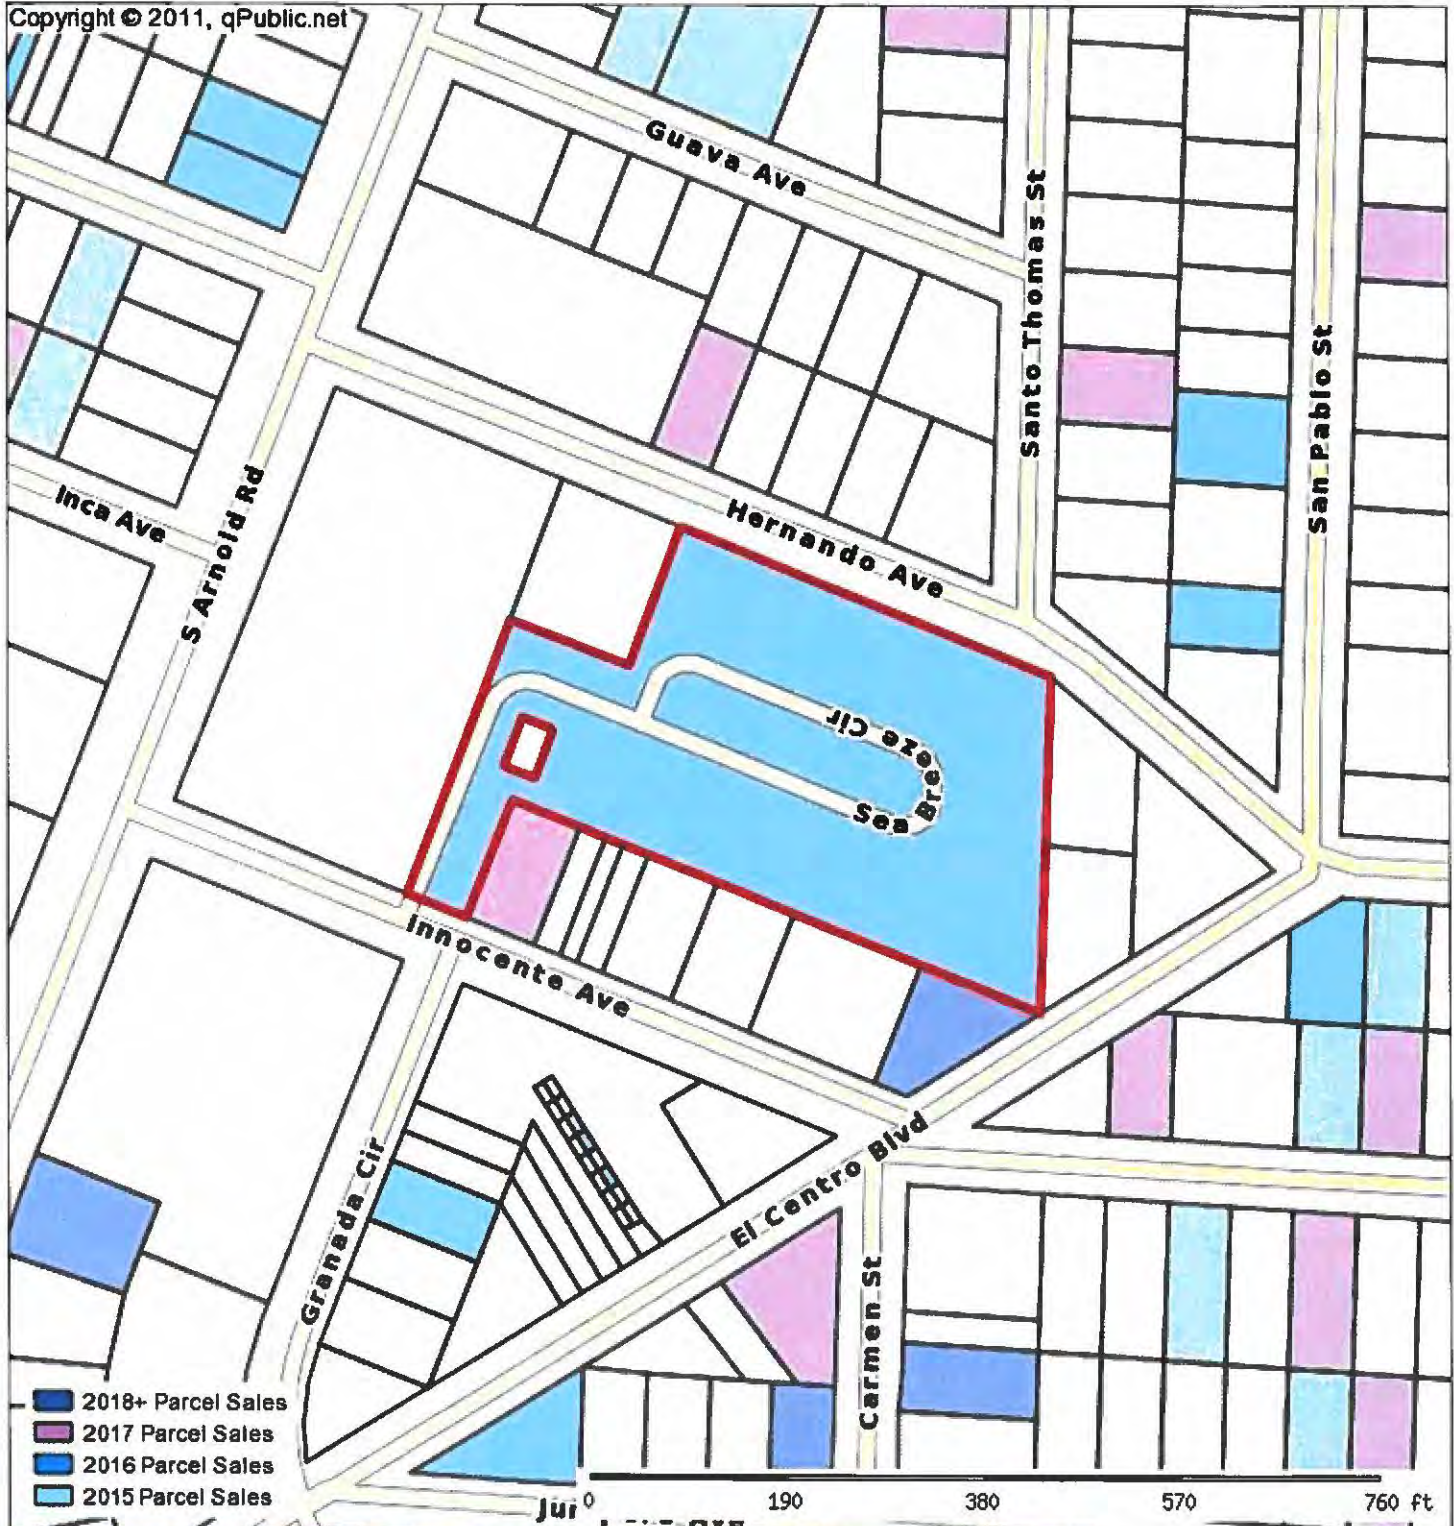 Copyright © 2011, qPublic.net
Guava Ave
Santo Thomas St
San Pablo St
Inca Ave
S Arnold Rd
Hernando Ave
Sea Breeze Cir
Innocente Ave
Granada Cir
El Centro Blvd
Carmen St
2018+ Parcel Sales
2017 Parcel Sales
2016 Parcel Sales
2015 Parcel Sales
0 190 380 570 760 ft